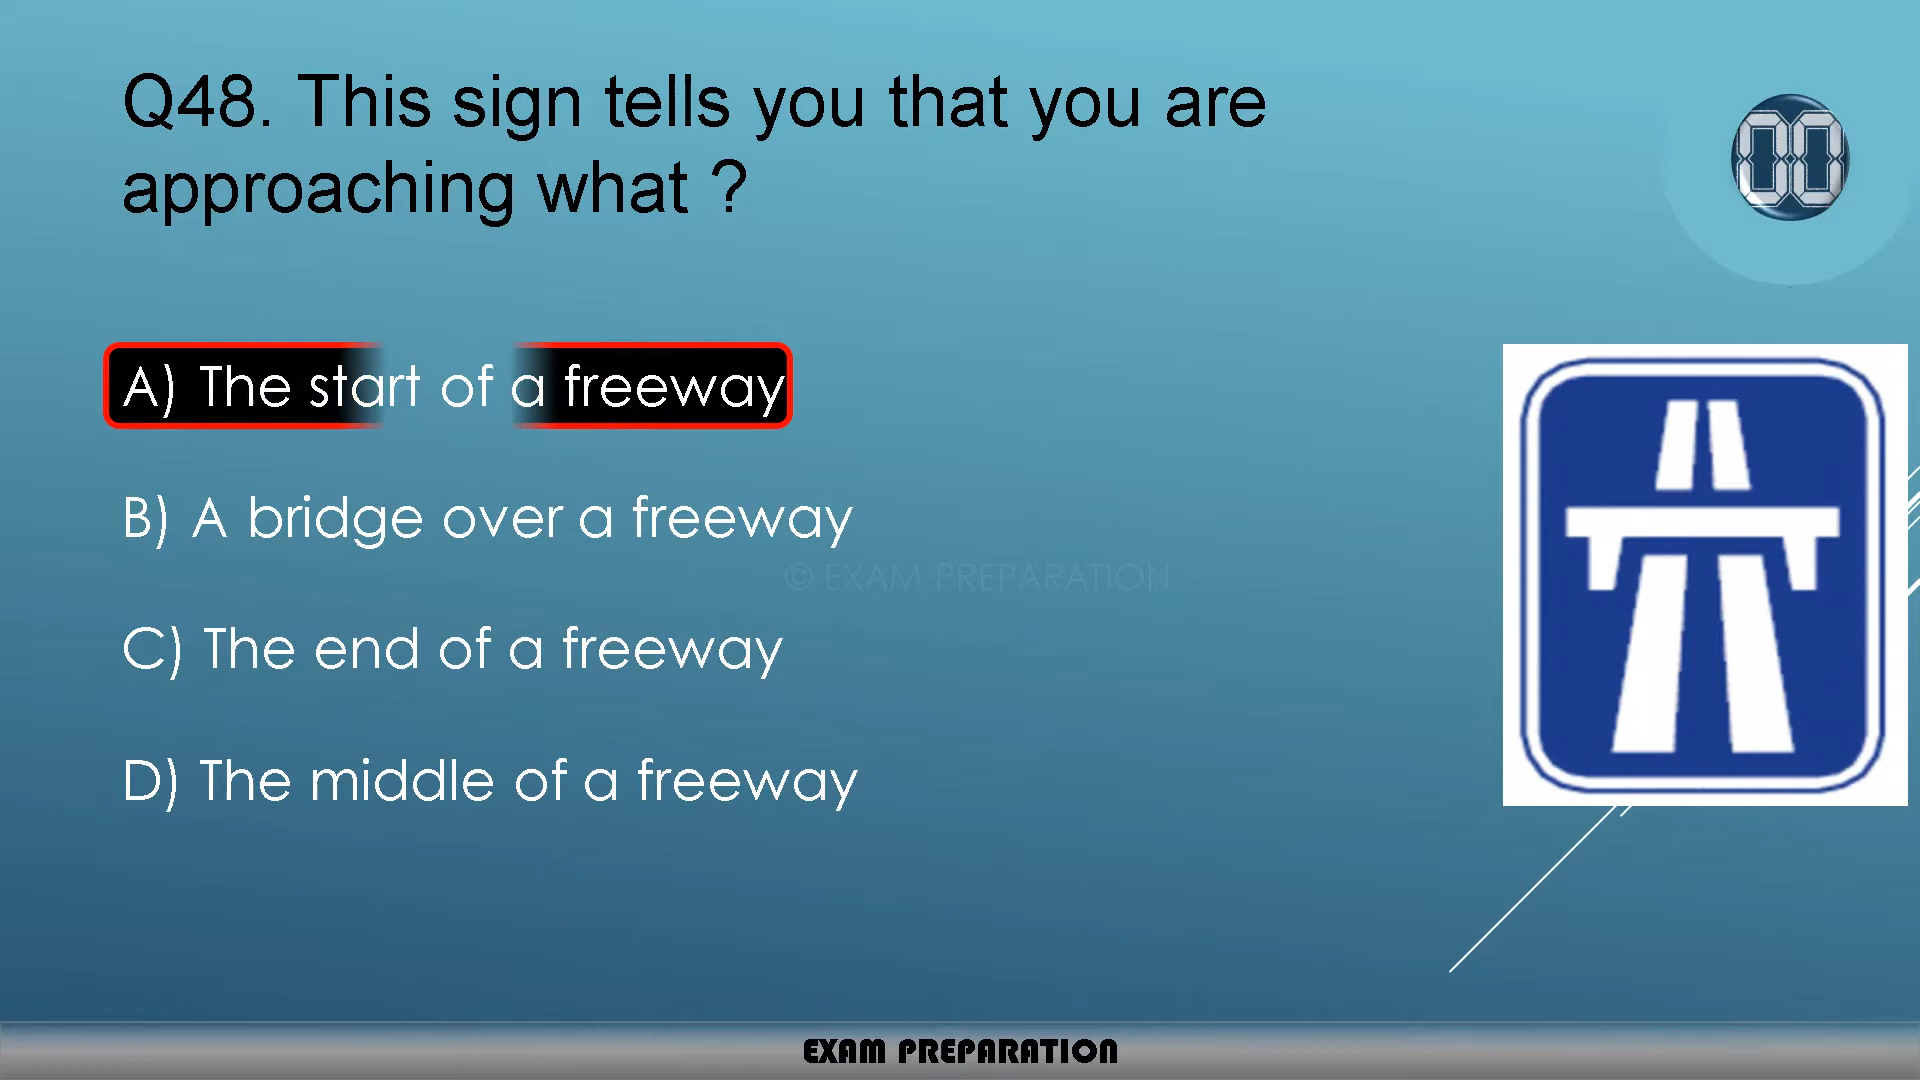 Q48. This sign tells you that you are
approaching what ?
00
A) The start of a freeway
B) A bridge over a freeway
© EXAM PREPARATION
C) The end of a freeway
D) The middle of a freeway
EXAM PREPARATION